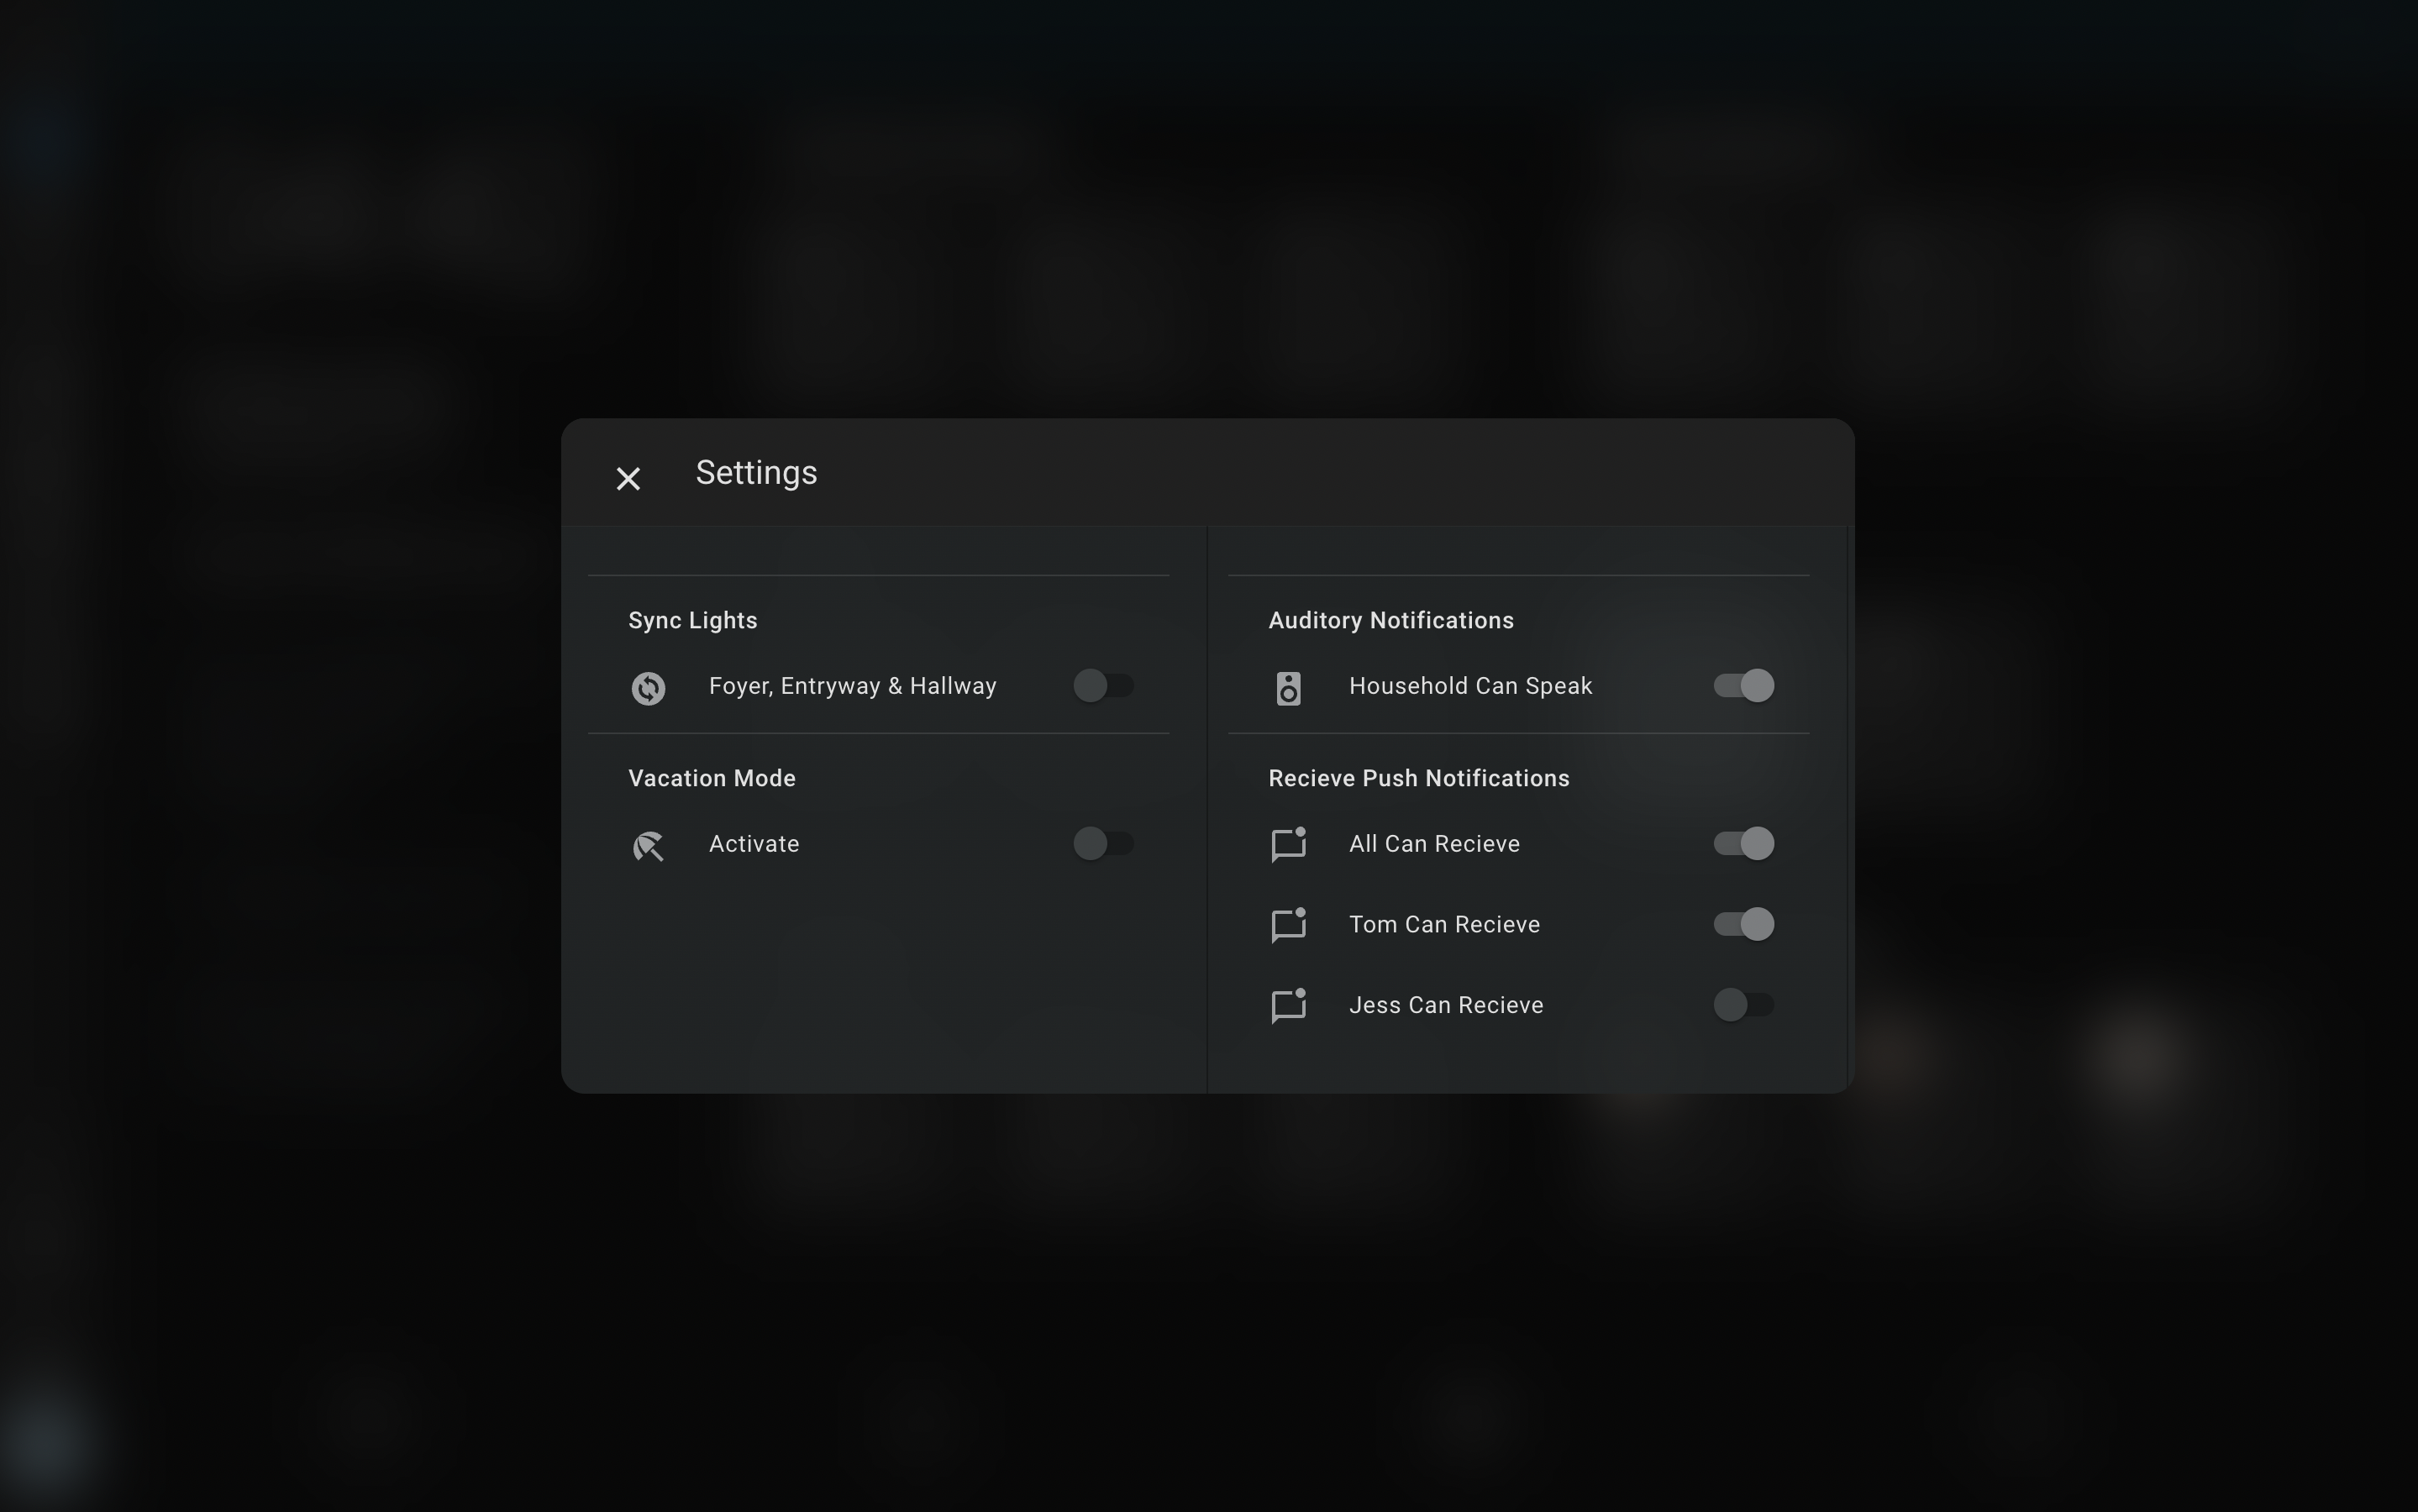 Settings
Sync Lights
Foyer, Entryway & Hallway
Vacation Mode
Activate
Auditory Notifications
Household Can Speak
Recieve Push Notifications
All Can Recieve
Tom Can Recieve
Jess Can Recieve